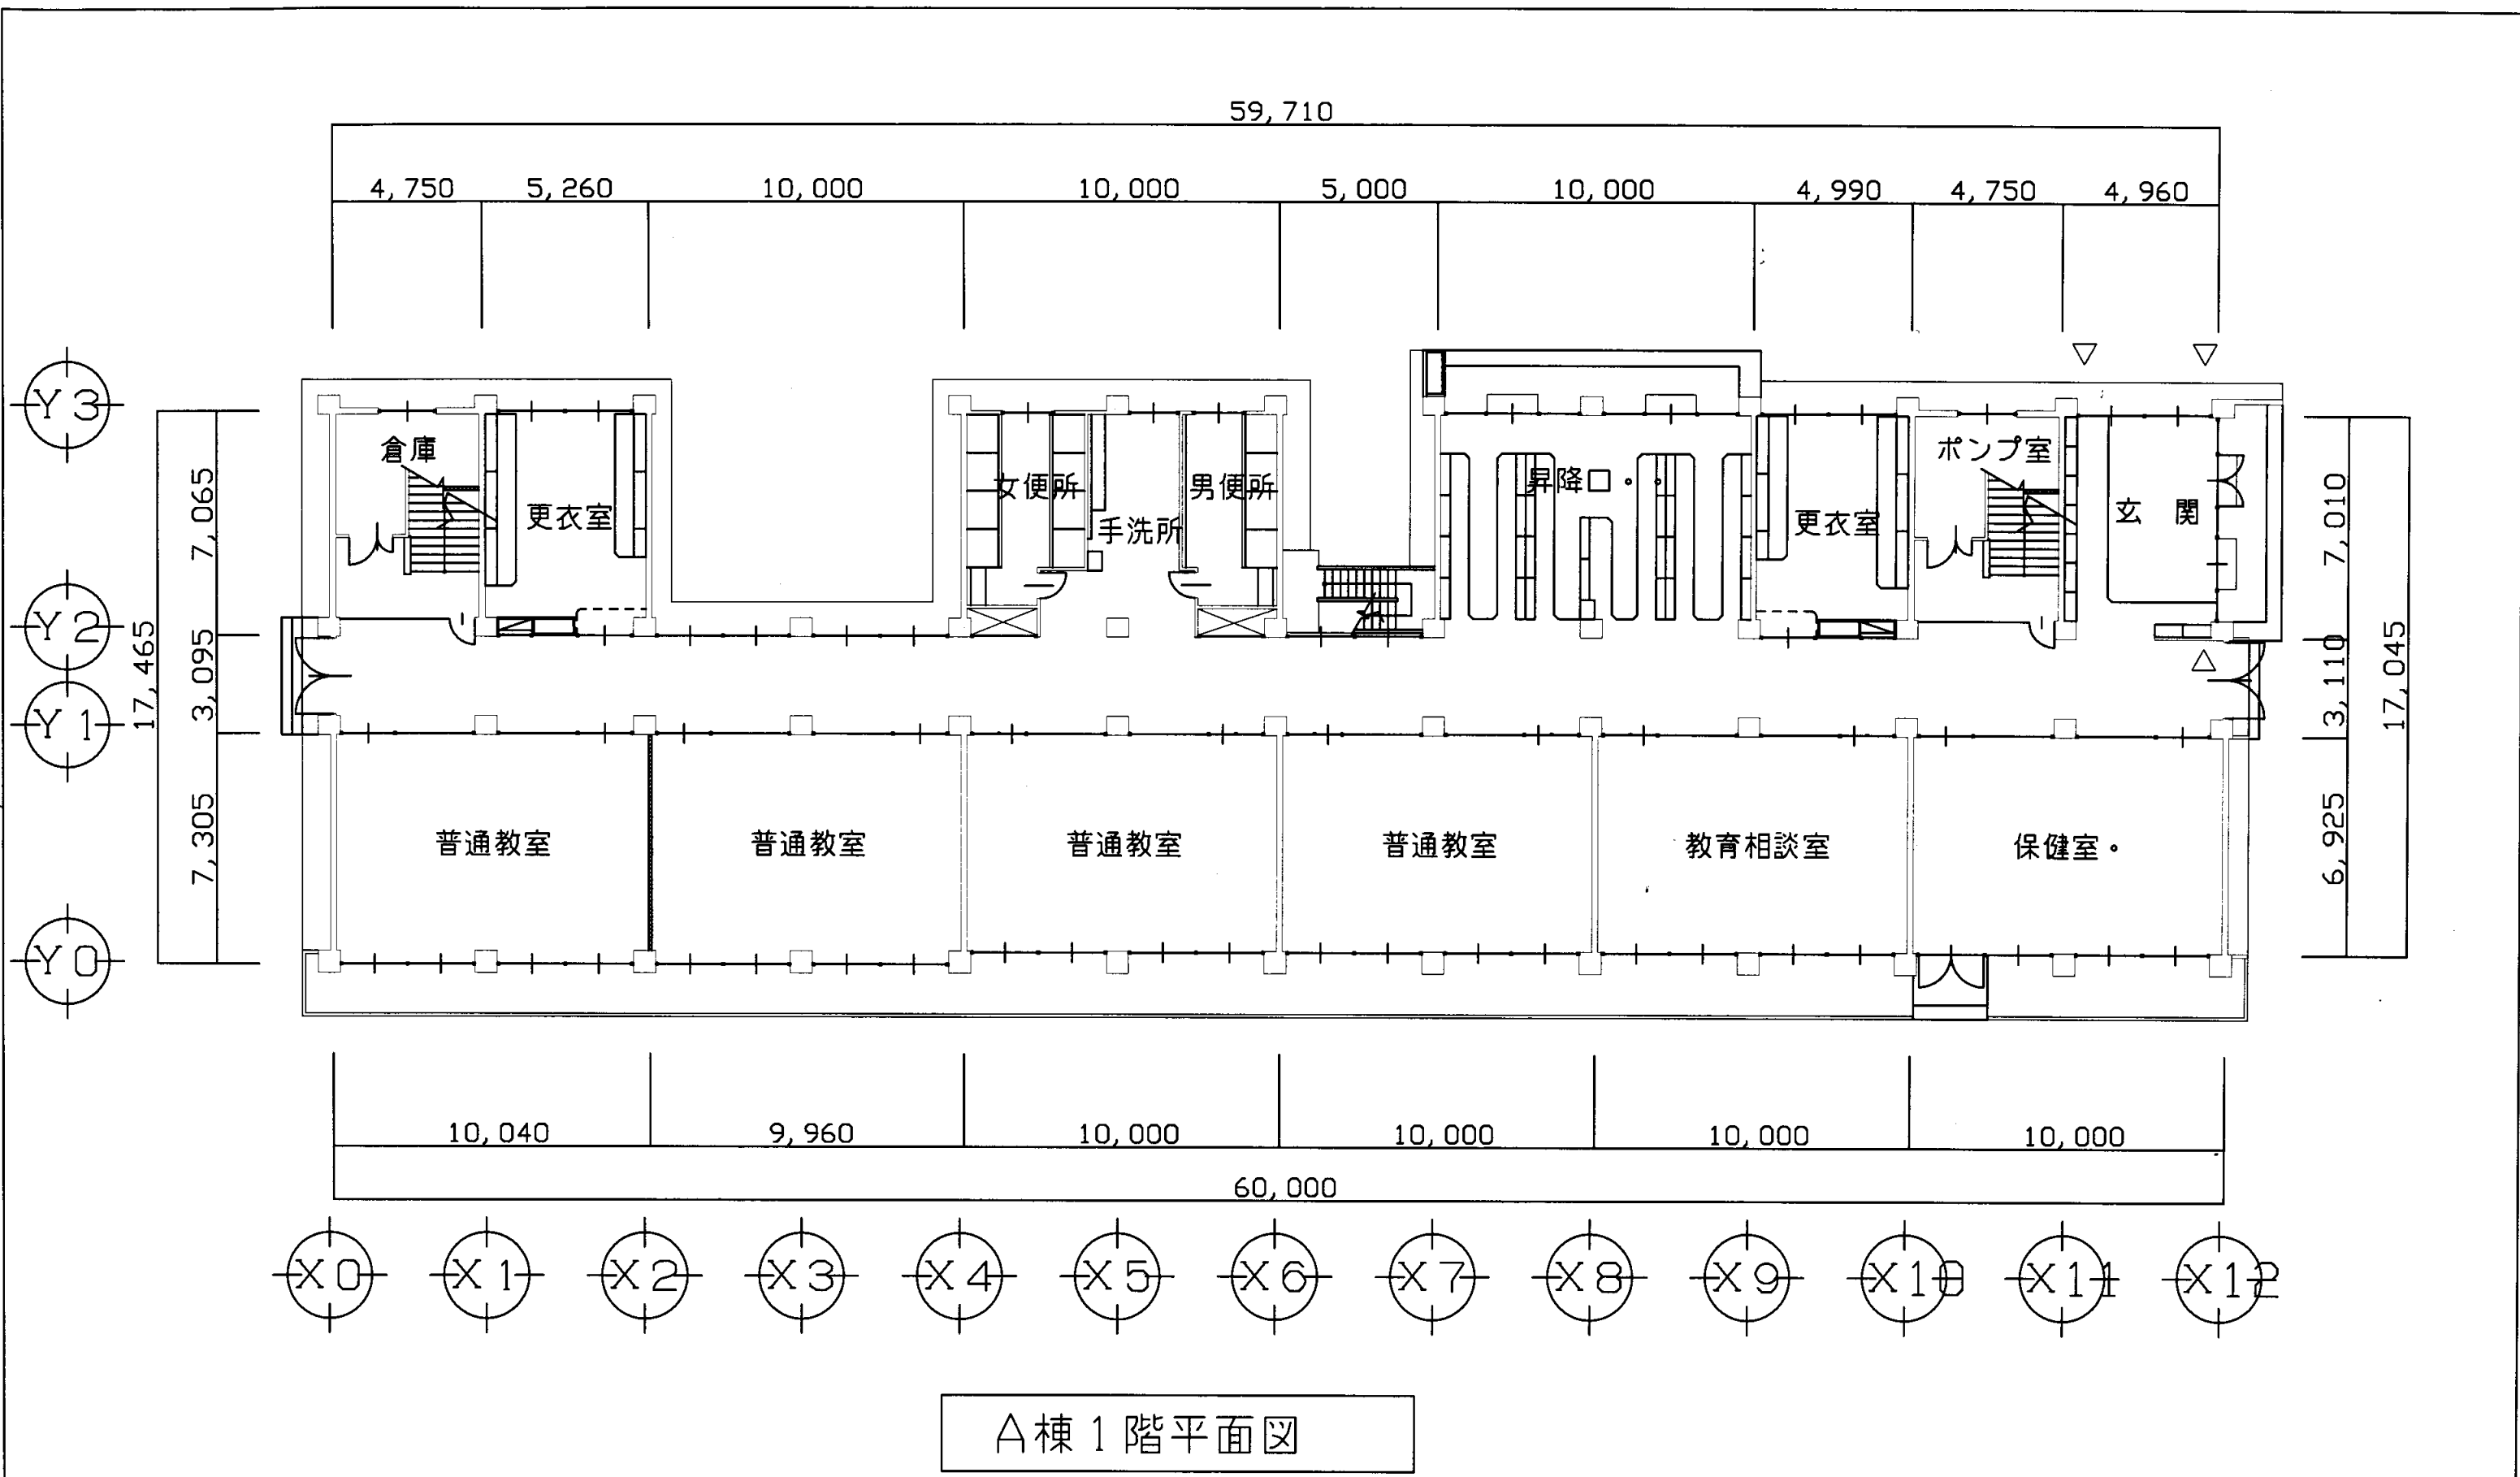 59,710
4,750 5,260 10,000 10,000 5,000 10,000 4,990 4,750 4,960
Y3
倉庫 ポンプ室
女便所 男便所 昇降口
更衣室 手洗所 更衣室 玄関
7,065 7,010
Y2
17,465 3,095 3,110 17,045
Y1
7,305 6,925
普通教室 普通教室 普通教室 普通教室 教育相談室 保健室
Y0
10,040 9,960 10,000 10,000 10,000 10,000
60,000
X0 X1 X2 X3 X4 X5 X6 X7 X8 X9 X10 X11 X12
A棟1階平面図